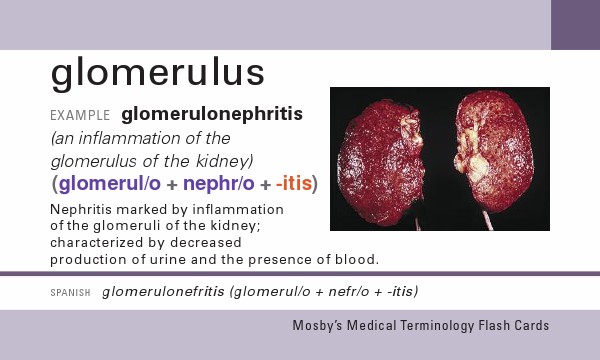 glomerulus
EXAMPLE glomerulonephritis
(an inflammation of the
glomerulus of the kidney)
(glomerul/o + nephr/o + -itis)
Nephritis marked by inflammation
of the glomeruli of the kidney;
characterized by decreased
production of urine and the presence of blood.
SPANISH glomerulonefritis (glomerul/o + nefr/o + -itis)
Mosby's Medical Terminology Flash Cards